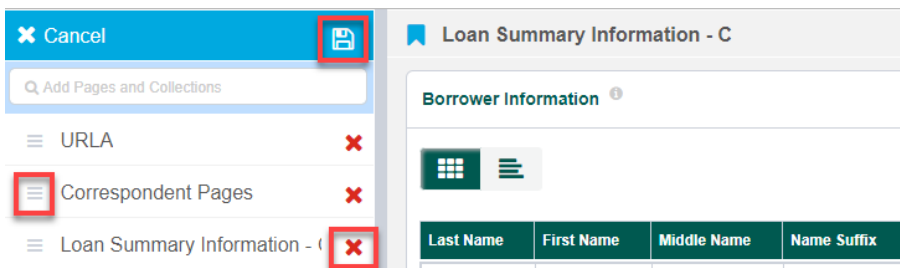 Cancel
Add Pages and Collections
URLA
Correspondent Pages
Loan Summary Information - (
Loan Summary Information - C
Borrower Information
Last Name First Name Middle Name Name Suffix